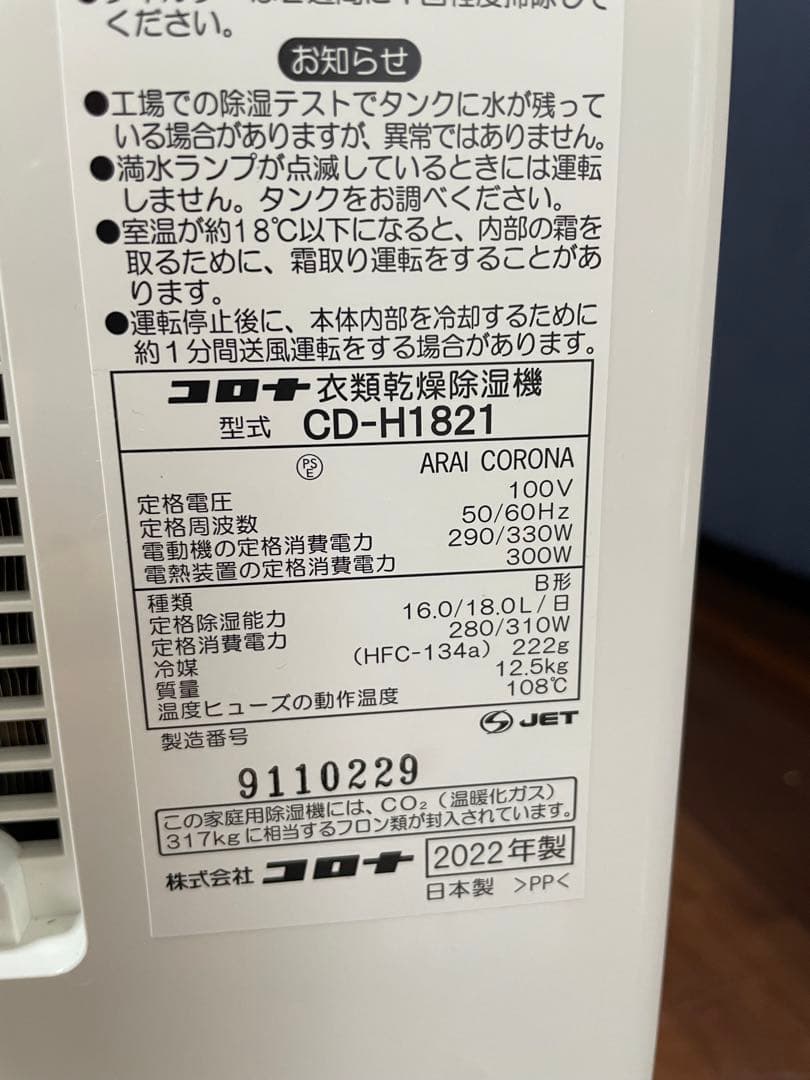 ください。
お知らせ
●工場での除湿テストでタンクに水が残って
いる場合がありますが、異常ではありません。
●満水ランプが点滅しているときには運転
しません。タンクをお調べください。
●室温が約18℃以下になると、内部の霜を
取るために、霜取り運転をすることがあ
ります。
●運転停止後に、本体内部を冷却するために
約1分間送風運転をする場合があります。
コロナ 衣類乾燥除湿機
型式 CD-H1821
PSE ARAI CORONA
定格電圧 100V
定格周波数 50/60Hz
電動機の定格消費電力 290/330W
電熱装置の定格消費電力 300W
種類 B形
定格除湿能力 16.0/18.0L/日
定格消費電力 280/310W
冷媒 (HFC-134a) 222g
質量 12.5kg
温度ヒューズの動作温度 108℃
製造番号 JET
9110229
この家庭用除湿機には、CO₂(温暖化ガス)
317kgに相当するフロン類が封入されています。
株式会社 コロナ 2022年製
日本製 >PP<